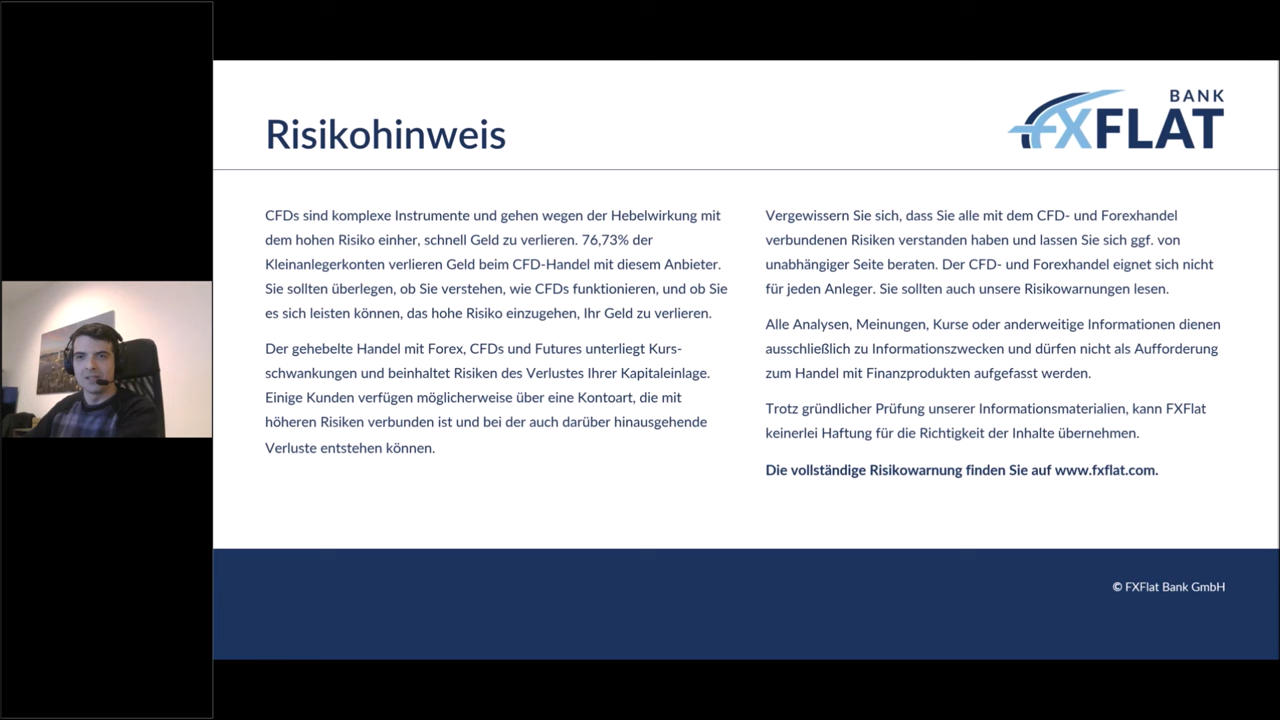 Risikohinweis
BANK
FXFLAT
CFDs sind komplexe Instrumente und gehen wegen der Hebelwirkung mit
dem hohen Risiko einher, schnell Geld zu verlieren. 76,73% der
Kleinanlegerkonten verlieren Geld beim CFD-Handel mit diesem Anbieter.
Sie sollten überlegen, ob Sie verstehen, wie CFDs funktionieren, und ob Sie
es sich leisten können, das hohe Risiko einzugehen, Ihr Geld zu verlieren.
Der gehebelte Handel mit Forex, CFDs und Futures unterliegt Kurs-
schwankungen und beinhaltet Risiken des Verlustes Ihrer Kapitaleinlage.
Einige Kunden verfügen möglicherweise über eine Kontoart, die mit
höheren Risiken verbunden ist und bei der auch darüber hinausgehende
Verluste entstehen können.
Vergewissern Sie sich, dass Sie alle mit dem CFD- und Forexhandel
verbundenen Risiken verstanden haben und lassen Sie sich ggf. von
unabhängiger Seite beraten. Der CFD- und Forexhandel eignet sich nicht
für jeden Anleger. Sie sollten auch unsere Risikowarnungen lesen.
Alle Analysen, Meinungen, Kurse oder anderweitige Informationen dienen
ausschließlich zu Informationszwecken und dürfen nicht als Aufforderung
zum Handel mit Finanzprodukten aufgefasst werden.
Trotz gründlicher Prüfung unserer Informationsmaterialien, kann FXFlat
keinerlei Haftung für die Richtigkeit der Inhalte übernehmen.
Die vollständige Risikowarnung finden Sie auf www.fxflat.com.
© FXFlat Bank GmbH